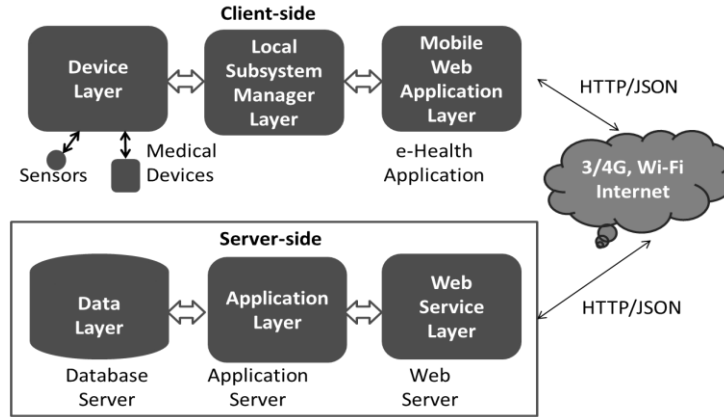 Client-side
Device
Layer
Local
Subsystem
Manager
Layer
Mobile
Web
Application
Layer
HTTP/JSON
Sensors
Medical
Devices
e-Health
Application
3/4G, Wi-Fi
Internet
Server-side
Data
Layer
Application
Layer
Web
Service
Layer
HTTP/JSON
Database
Server
Application
Server
Web
Server